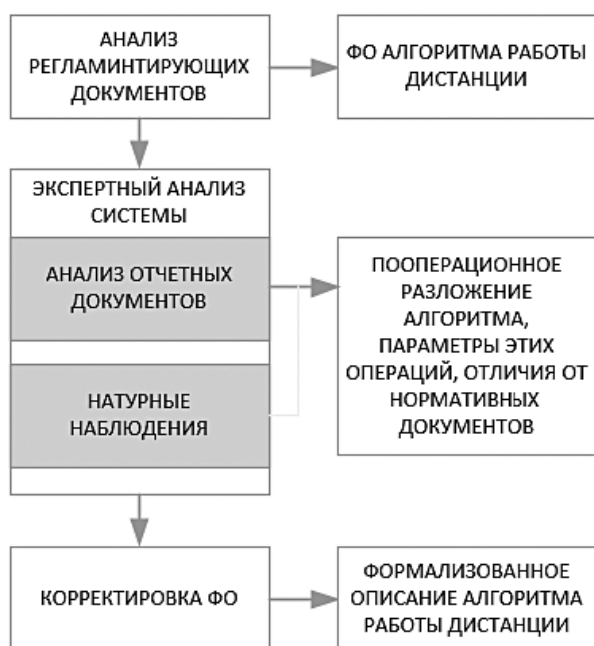 АНАЛИЗ
РЕГЛАМИНТИРУЮЩИХ
ДОКУМЕНТОВ
ФО АЛГОРИТМА РАБОТЫ
ДИСТАНЦИИ
ЭКСПЕРТНЫЙ АНАЛИЗ
СИСТЕМЫ
АНАЛИЗ ОТЧЕТНЫХ
ДОКУМЕНТОВ
НАТУРНЫЕ
НАБЛЮДЕНИЯ
ПООПЕРАЦИОННОЕ
РАЗЛОЖЕНИЕ
АЛГОРИТМА,
ПАРАМЕТРЫ ЭТИХ
ОПЕРАЦИЙ, ОТЛИЧИЯ ОТ
НОРМАТИВНЫХ
ДОКУМЕНТОВ
КОРРЕКТИРОВКА ФО
ФОРМАЛИЗОВАННОЕ
ОПИСАНИЕ АЛГОРИТМА
РАБОТЫ ДИСТАНЦИИ